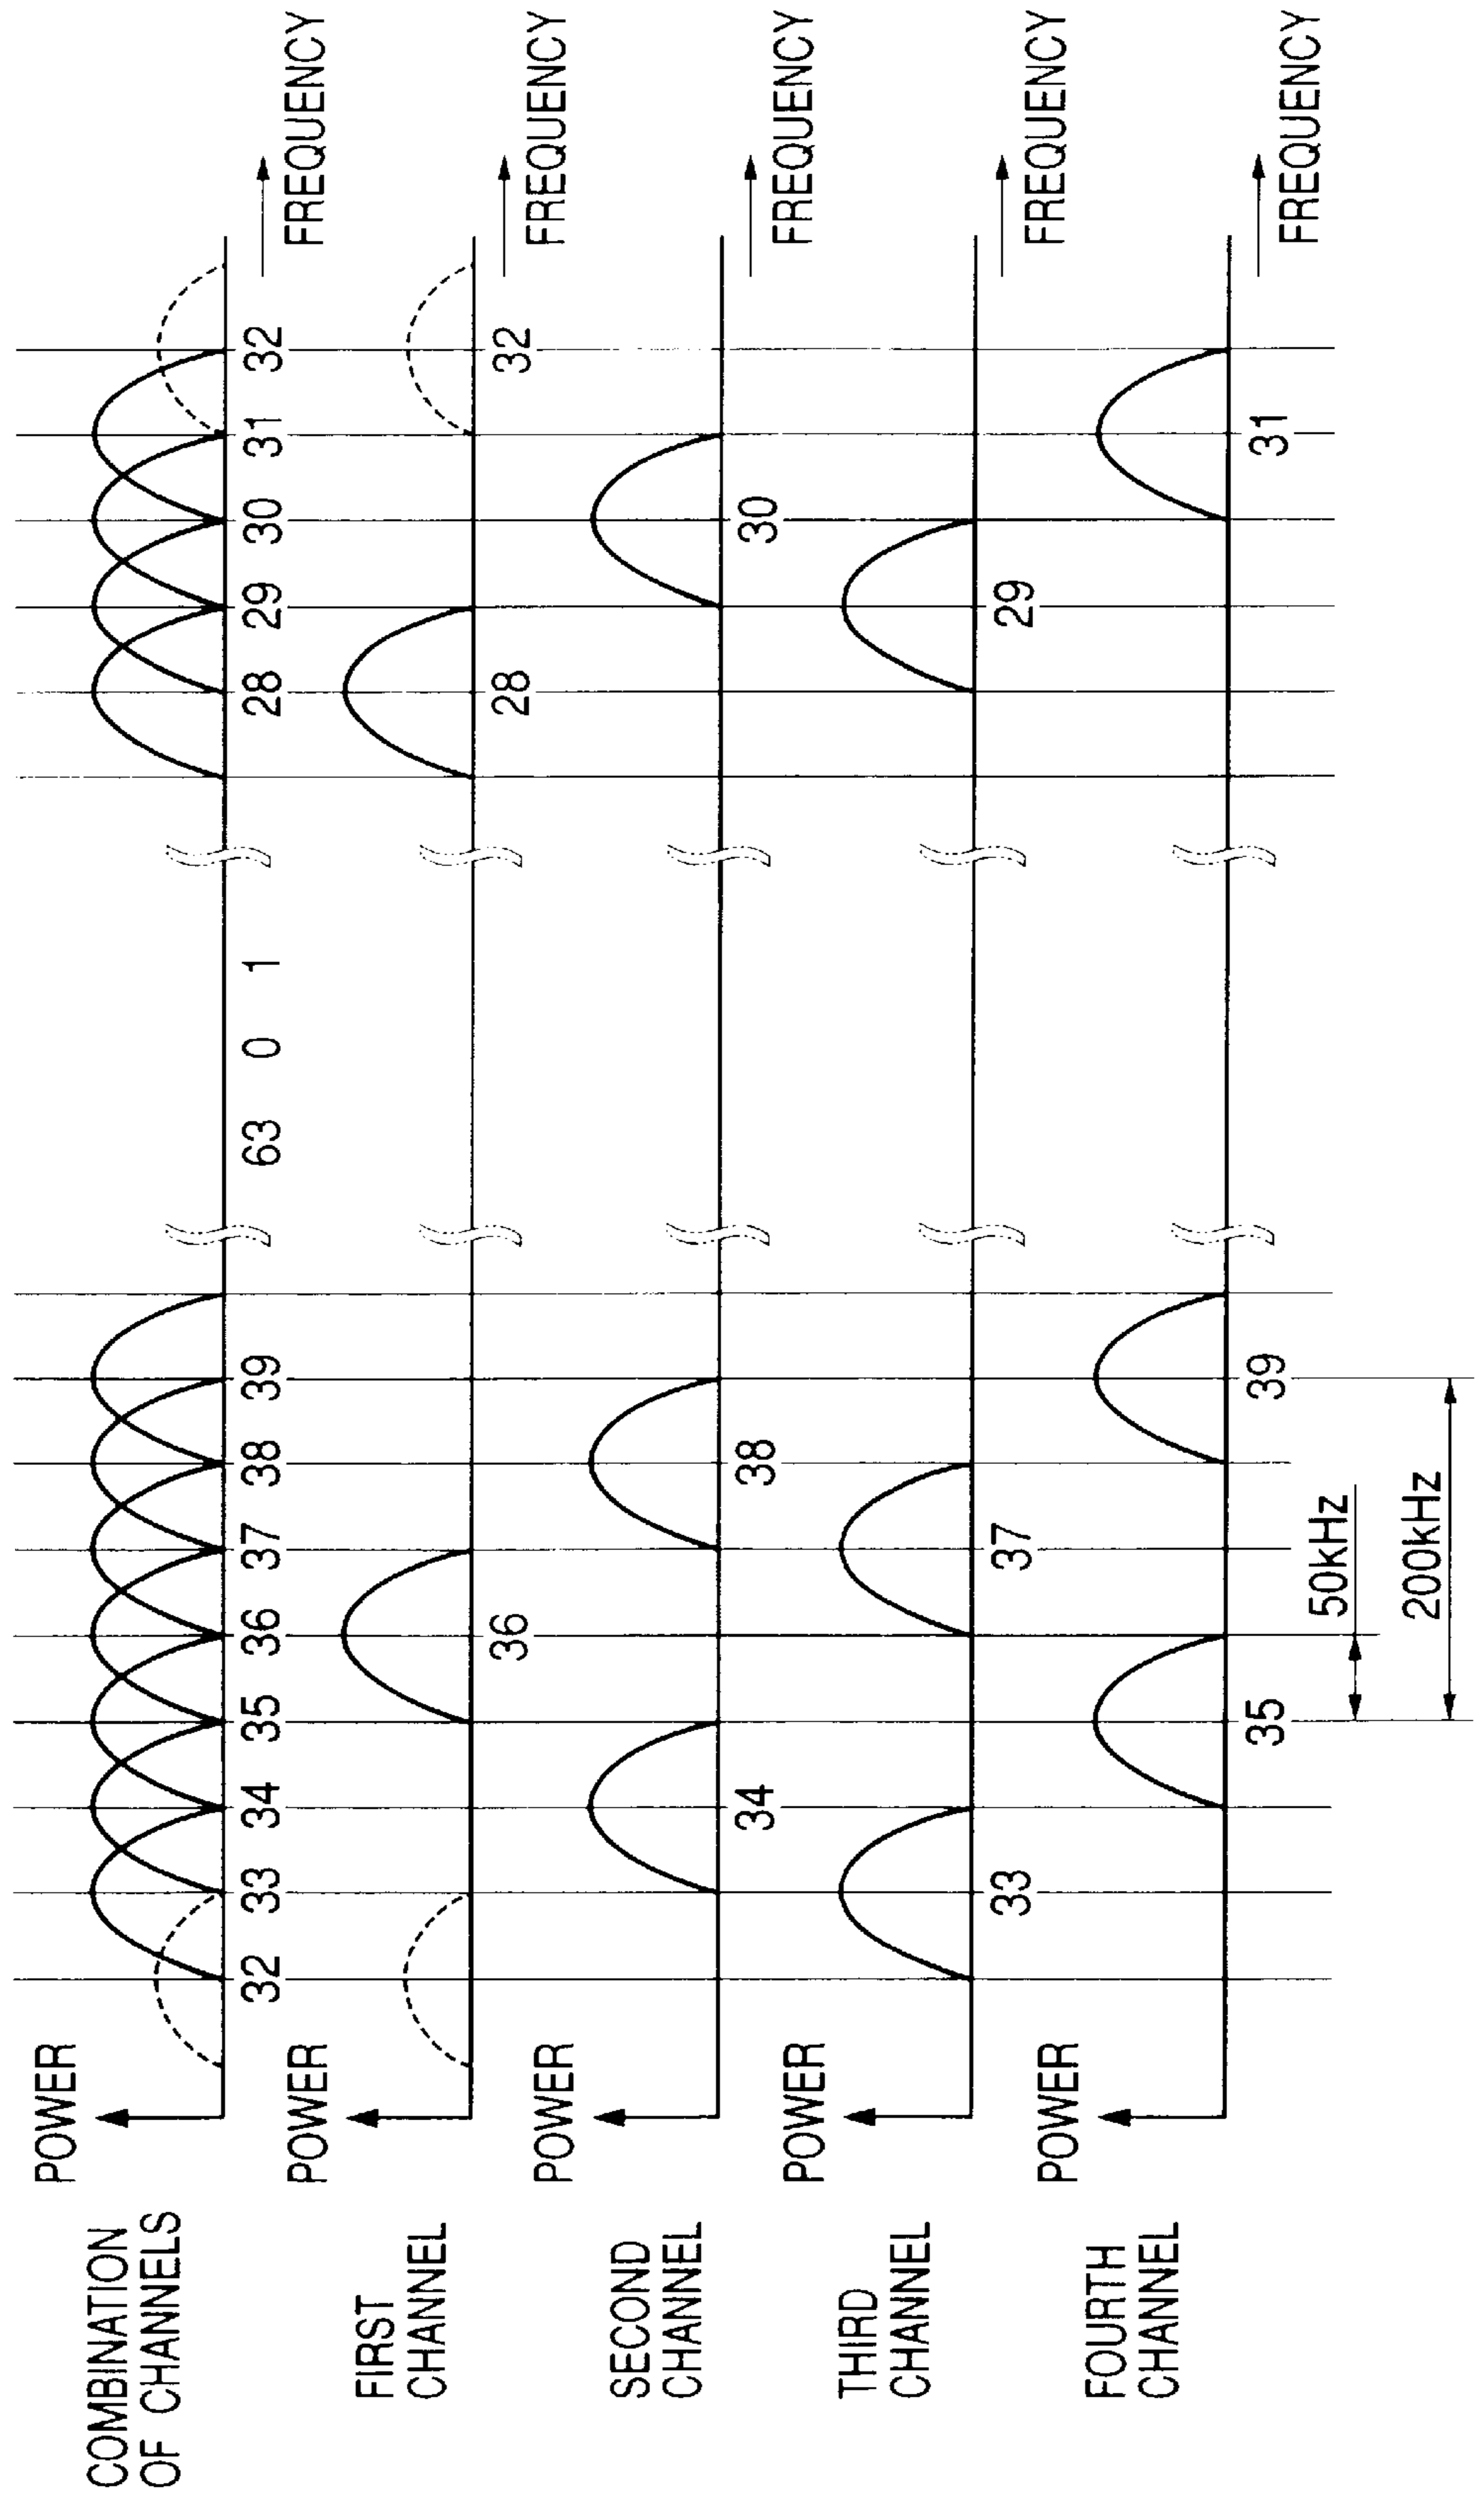 COMBINATION
OF CHANNELS
POWER
32 33 34 35 36 37 38 39 63 0 1 28 29 30 31 32
FREQUENCY
FIRST
CHANNEL
POWER
36 28 32
FREQUENCY
SECOND
CHANNEL
POWER
34 38 30
FREQUENCY
THIRD
CHANNEL
POWER
33 37 29
FREQUENCY
FOURTH
CHANNEL
POWER
35 39 31
FREQUENCY
50kHz
200kHz